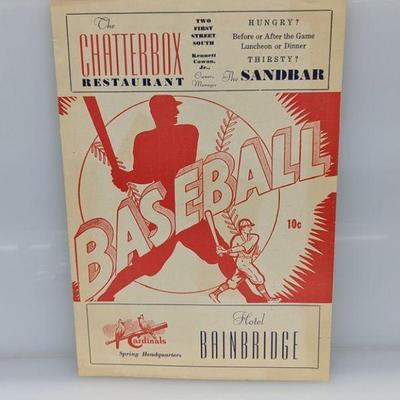 The
CHATTERBOX
RESTAURANT
TWO
FIRST
STREET
SOUTH
Kennett
Cowan,
Jr.,
Owner-
Manager
HUNGRY?
Before or After the Game
Luncheon or Dinner
THIRSTY?
The SANDBAR
BASEBALL
10c
Cardinals
Spring Headquarters
Hotel
BAINBRIDGE